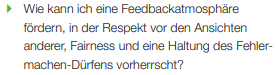 Wie kann ich eine Feedbackatmosphäre
fördern, in der Respekt vor den Ansichten
anderer, Fairness und eine Haltung des Fehler-
machen-Dürfens vorherrscht?